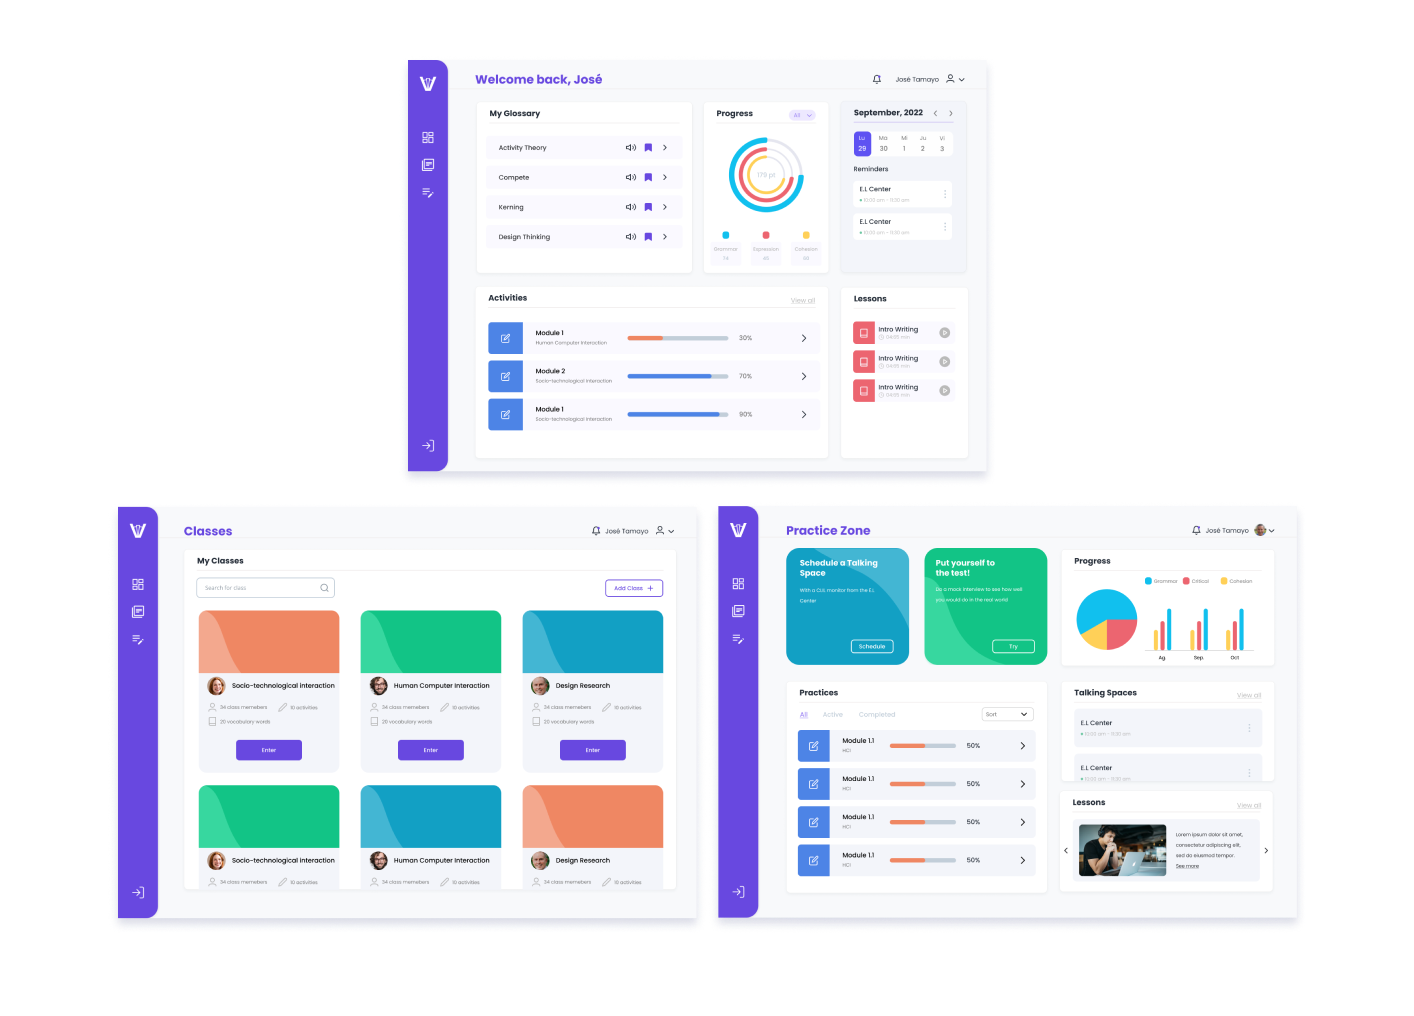 Welcome back, José
José Tamayo
My Glossary
Activity Theory
Compete
Kerning
Design Thinking
Progress
All
179 pt
Grammar
74
Expression
45
Cohesion
60
September, 2022
Lu
Ma
Mi
Ju
Vi
29
30
1
2
3
Reminders
E.L Center
10:00 am - 11:30 am
E.L Center
10:00 am - 11:30 am
Activities
View all
Module 1
Human Computer Interaction
30%
Module 2
Socio-technological Interaction
70%
Module 1
Socio-technological Interaction
90%
Lessons
Intro Writing
04:05 min
Intro Writing
04:05 min
Intro Writing
04:05 min
Classes
José Tamayo
My Classes
Search for class
Add Class +
Socio-technological interaction
34 class memebers
10 activities
20 vocabulary words
Enter
Human Computer Interaction
34 class memebers
10 activities
20 vocabulary words
Enter
Design Research
34 class memebers
10 activities
20 vocabulary words
Enter
Socio-technological interaction
34 class memebers
10 activities
Human Computer Interaction
34 class memebers
10 activities
Design Research
34 class memebers
10 activities
Practice Zone
José Tamayo
Schedule a Talking
Space
With a CLIL monitor from the E.L
Center
Schedule
Put yourself to
the test!
Do a mock interview to see how well
you would do in the real world
Try
Progress
Grammar
Critical
Cohesion
Ag.
Sep.
Oct
Practices
All
Active
Completed
Sort
Module 1.1
HCI
50%
Module 1.1
HCI
50%
Module 1.1
HCI
50%
Module 1.1
HCI
50%
Talking Spaces
View all
E.L Center
10:00 am - 11:30 am
E.L Center
10:00 am - 11:30 am
Lessons
View all
Lorem ipsum dolor sit amet,
consectetur adipiscing elit,
sed do eiusmod tempor.
See more